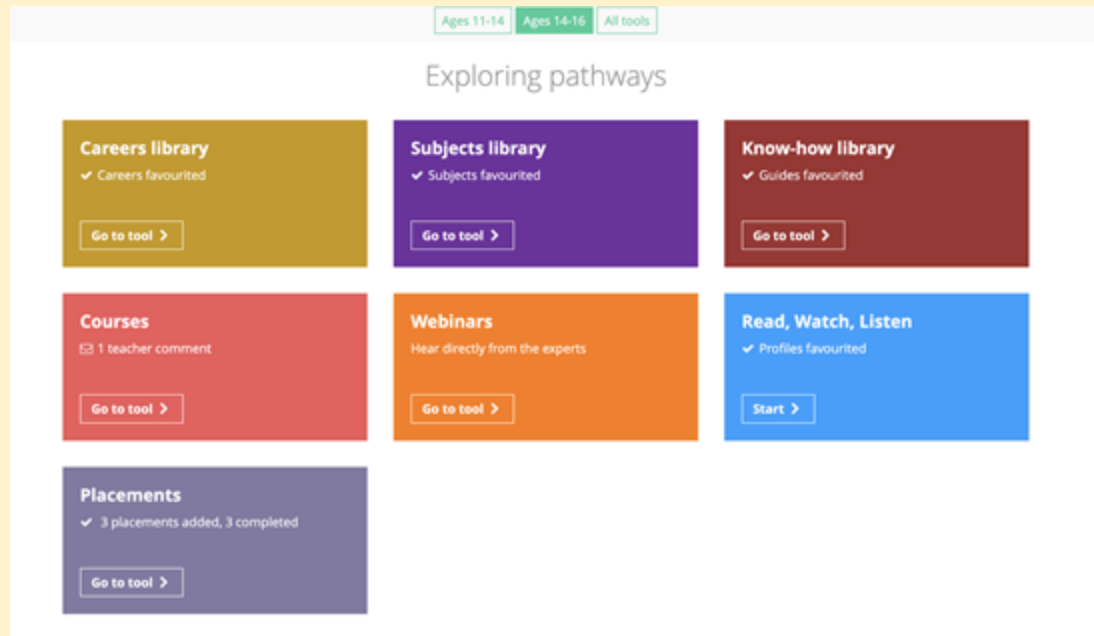 Ages 11-14 Ages 14-16 All tools
Exploring pathways
Careers library
Careers favourited
Go to tool
Subjects library
Subjects favourited
Go to tool
Know-how library
Guides favourited
Go to tool
Courses
1 teacher comment
Go to tool
Webinars
Hear directly from the experts
Go to tool
Read, Watch, Listen
Profiles favourited
Start
Placements
3 placements added, 3 completed
Go to tool